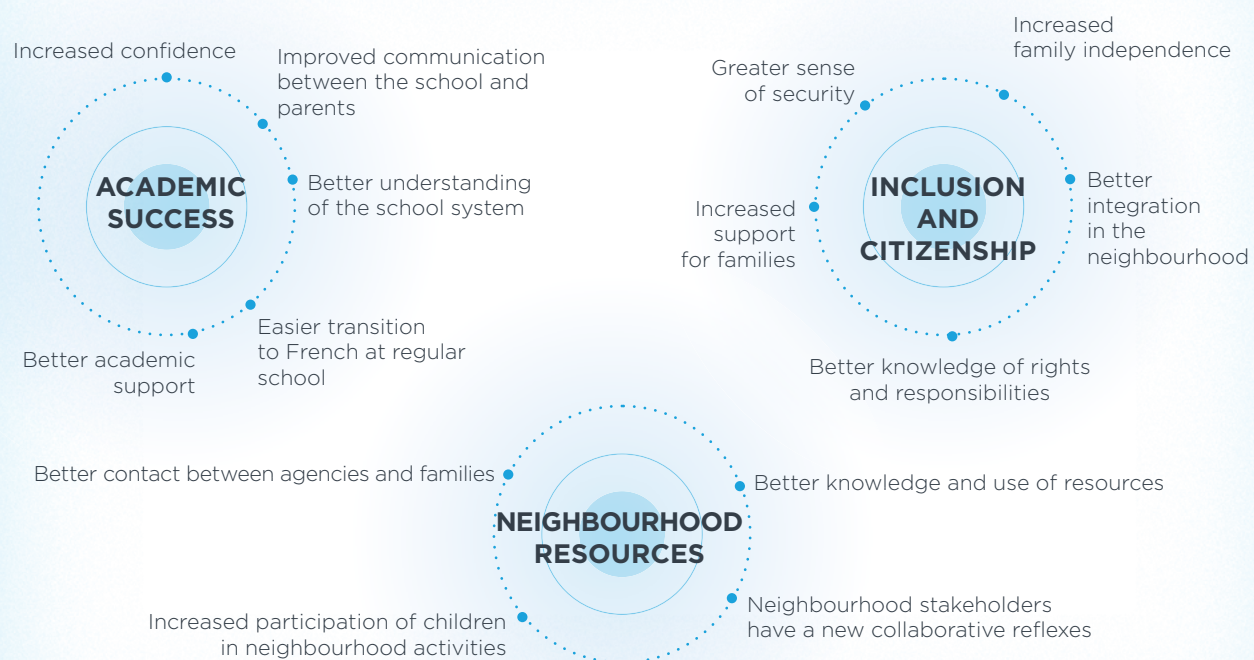 Increased confidence
Improved communication
between the school and
parents
ACADEMIC
SUCCESS
Better understanding
of the school system
Easier transition
to French at regular
school
Better academic
support
Increased
family independence
Greater sense
of security
INCLUSION
AND
CITIZENSHIP
Better
integration
in the
neighbourhood
Increased
support
for families
Better knowledge of rights
and responsibilities
Better contact between agencies and families
Better knowledge and use of resources
NEIGHBOURHOOD
RESOURCES
Increased participation of children
in neighbourhood activities
Neighbourhood stakeholders
have a new collaborative reflexes